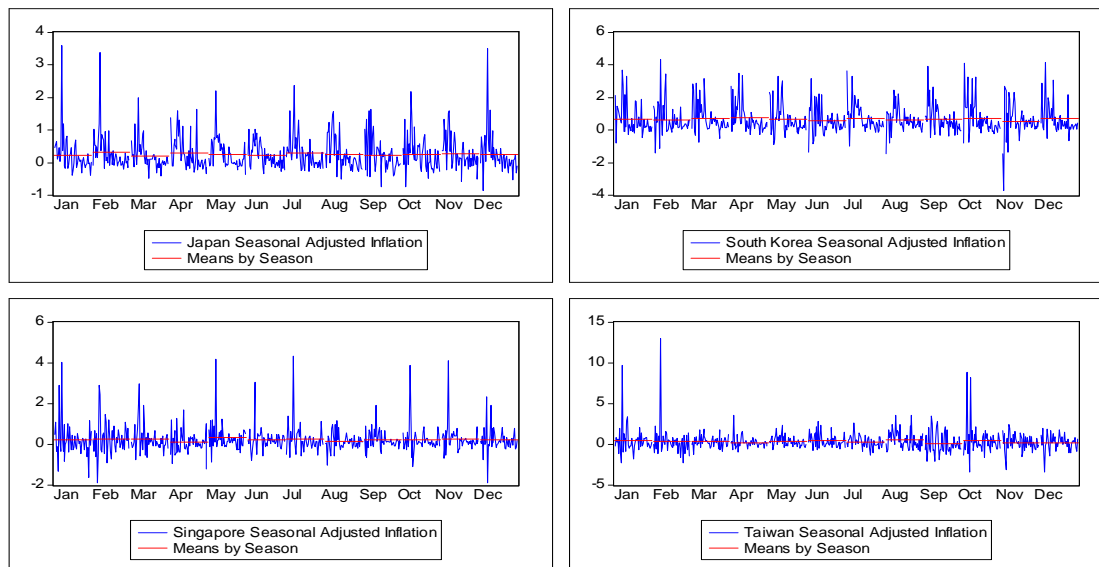 4
3
2
1
0
-1
Jan Feb Mar Apr May Jun Jul Aug Sep Oct Nov Dec
Japan Seasonal Adjusted Inflation
Means by Season
6
4
2
0
-2
-4
Jan Feb Mar Apr May Jun Jul Aug Sep Oct Nov Dec
South Korea Seasonal Adjusted Inflation
Means by Season
6
4
2
0
-2
Jan Feb Mar Apr May Jun Jul Aug Sep Oct Nov Dec
Singapore Seasonal Adjusted Inflation
Means by Season
15
10
5
0
-5
Jan Feb Mar Apr May Jun Jul Aug Sep Oct Nov Dec
Taiwan Seasonal Adjusted Inflation
Means by Season